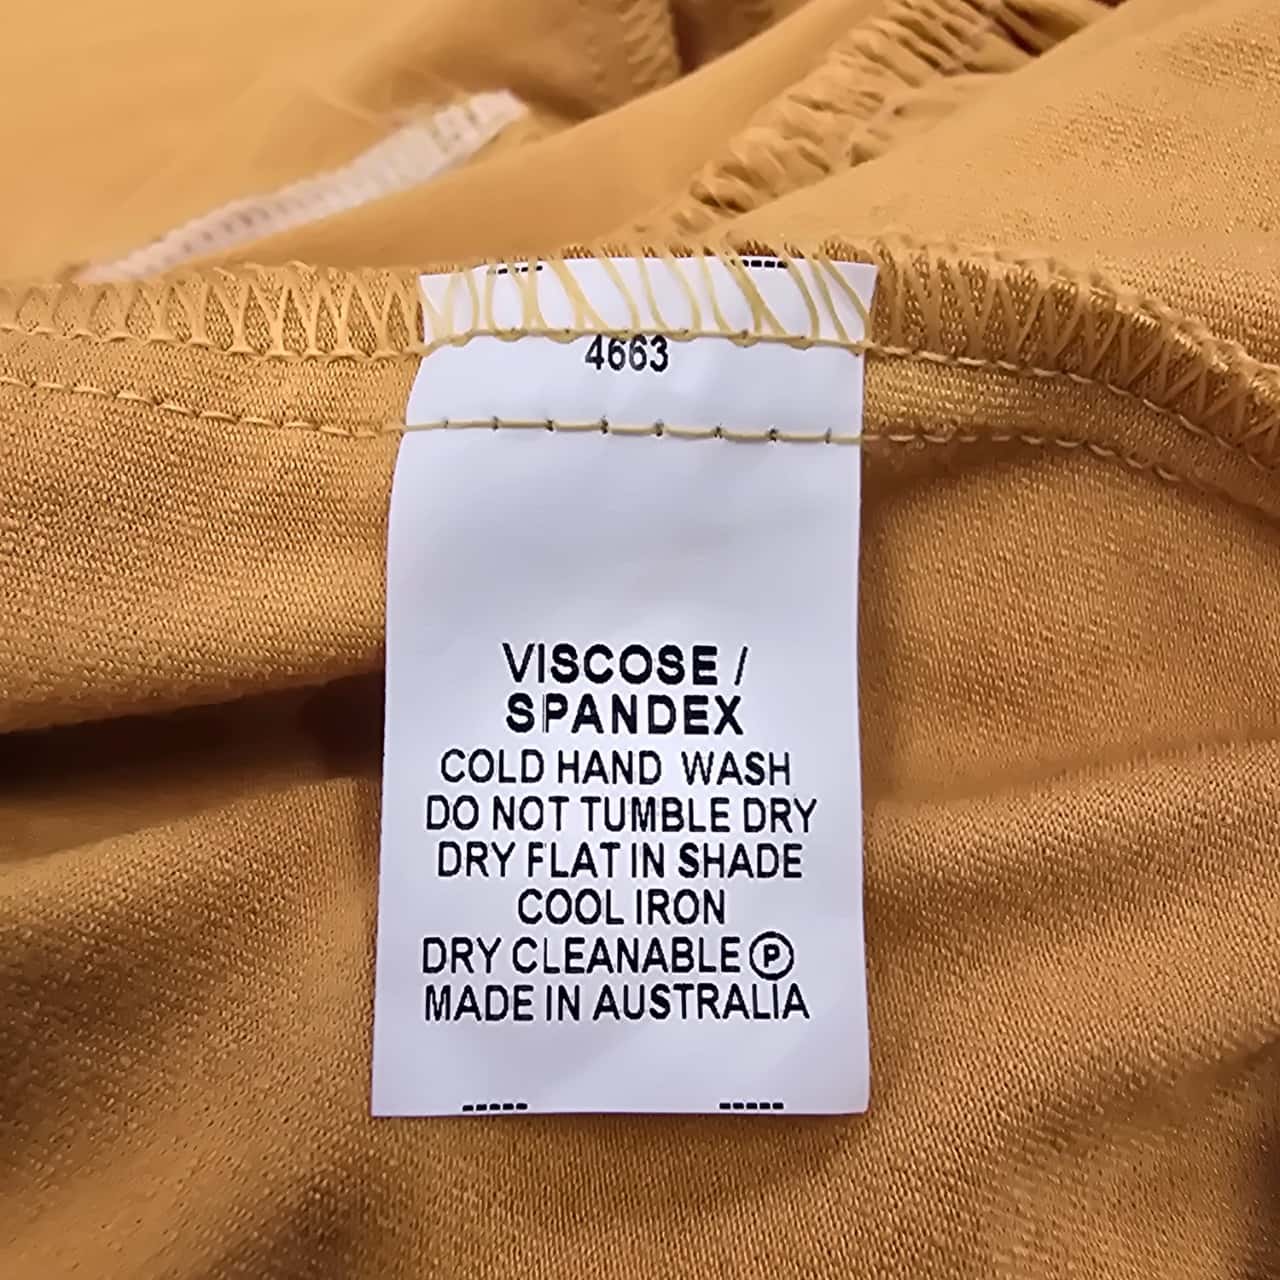 4663
VISCOSE /
SPANDEX
COLD HAND WASH
DO NOT TUMBLE DRY
DRY FLAT IN SHADE
COOL IRON
DRY CLEANABLE Ⓟ
MADE IN AUSTRALIA